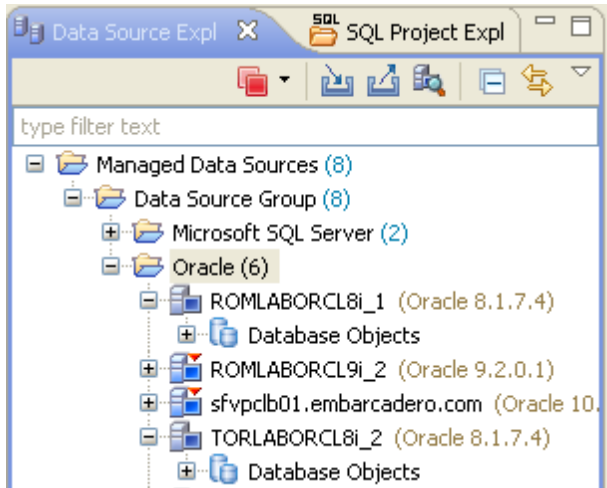 Data Source Expl
SQL SQL Project Expl
type filter text
Managed Data Sources (8)
Data Source Group (8)
Microsoft SQL Server (2)
Oracle (6)
ROMLABORCL8i_1 (Oracle 8.1.7.4)
Database Objects
ROMLABORCL9i_2 (Oracle 9.2.0.1)
sfvpclb01.embarcadero.com (Oracle 10.
TORLABORCL8i_2 (Oracle 8.1.7.4)
Database Objects